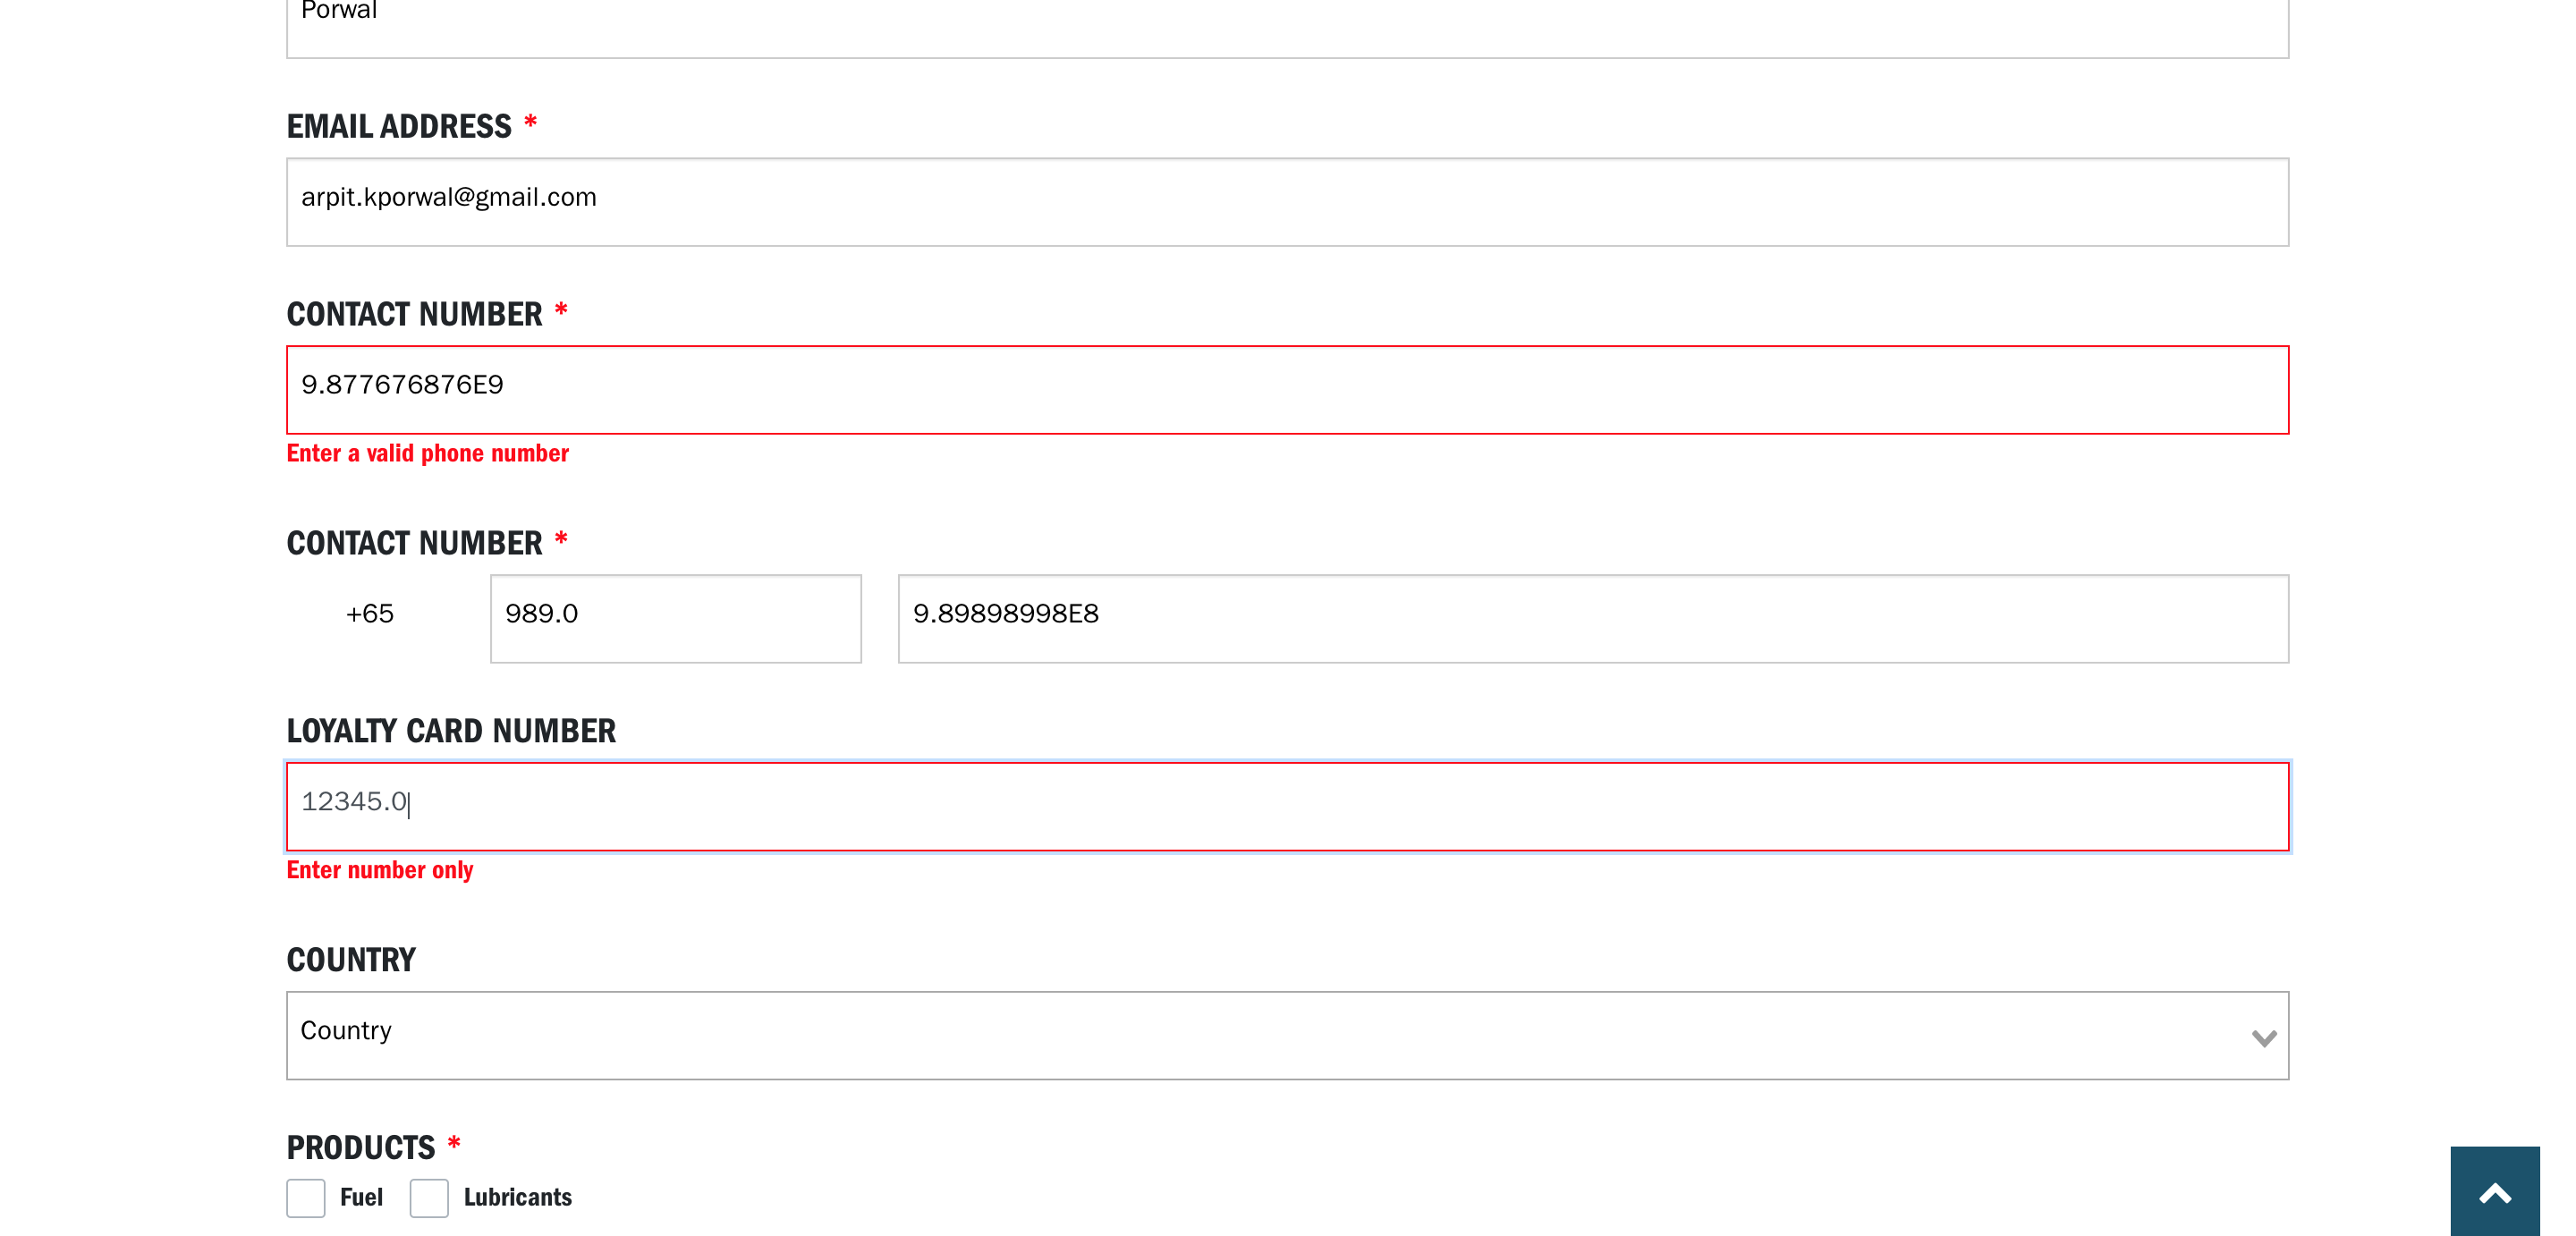 Porwal
EMAIL ADDRESS *
arpit.kporwal@gmail.com
CONTACT NUMBER *
9.877676876E9
Enter a valid phone number
CONTACT NUMBER *
+65 989.0 9.89898998E8
LOYALTY CARD NUMBER
12345.0
Enter number only
COUNTRY
Country
PRODUCTS *
Fuel Lubricants